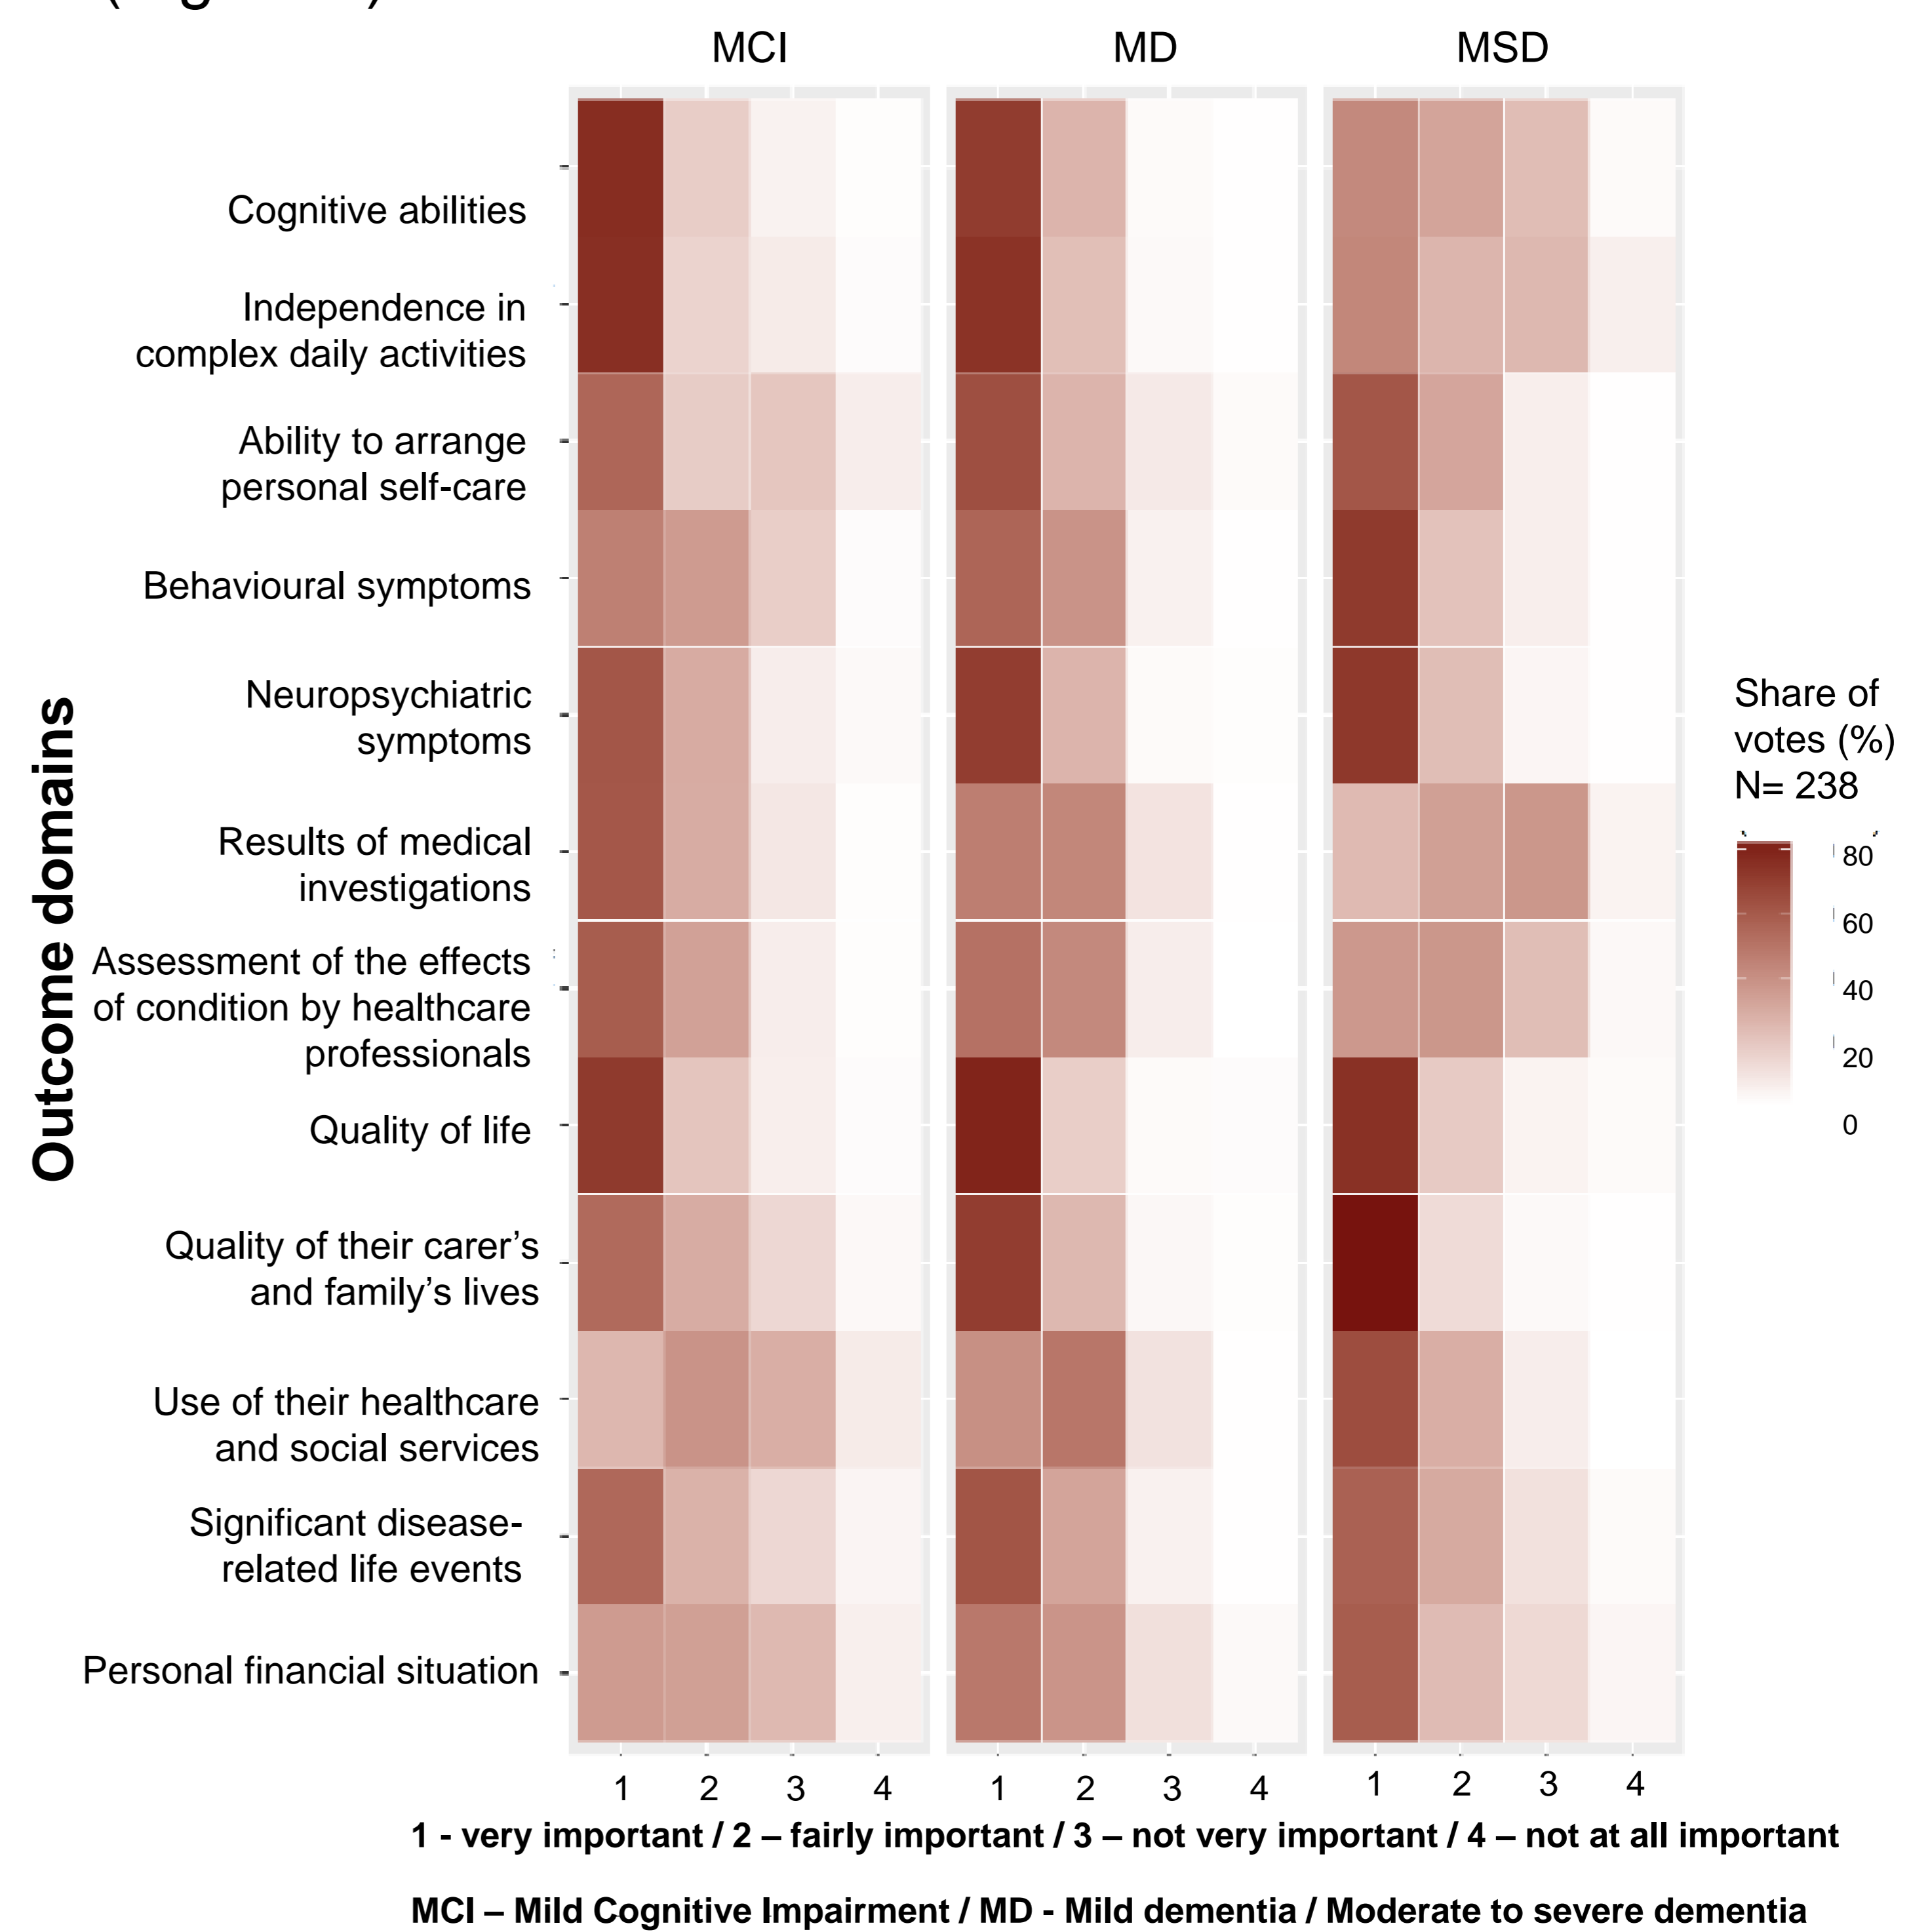 MCI MD MSD
Cognitive abilities
Independence in
complex daily activities
Ability to arrange
personal self-care
Behavioural symptoms
Neuropsychiatric
symptoms
Results of medical
investigations
Assessment of the effects
of condition by healthcare
professionals
Quality of life
Quality of their carer’s
and family’s lives
Use of their healthcare
and social services
Significant disease-
related life events
Personal financial situation
Outcome domains
Share of
votes (%)
N= 238
80
60
40
20
0
1 2 3 4 1 2 3 4 1 2 3 4
1 - very important / 2 – fairly important / 3 – not very important / 4 – not at all important
MCI – Mild Cognitive Impairment / MD - Mild dementia / Moderate to severe dementia